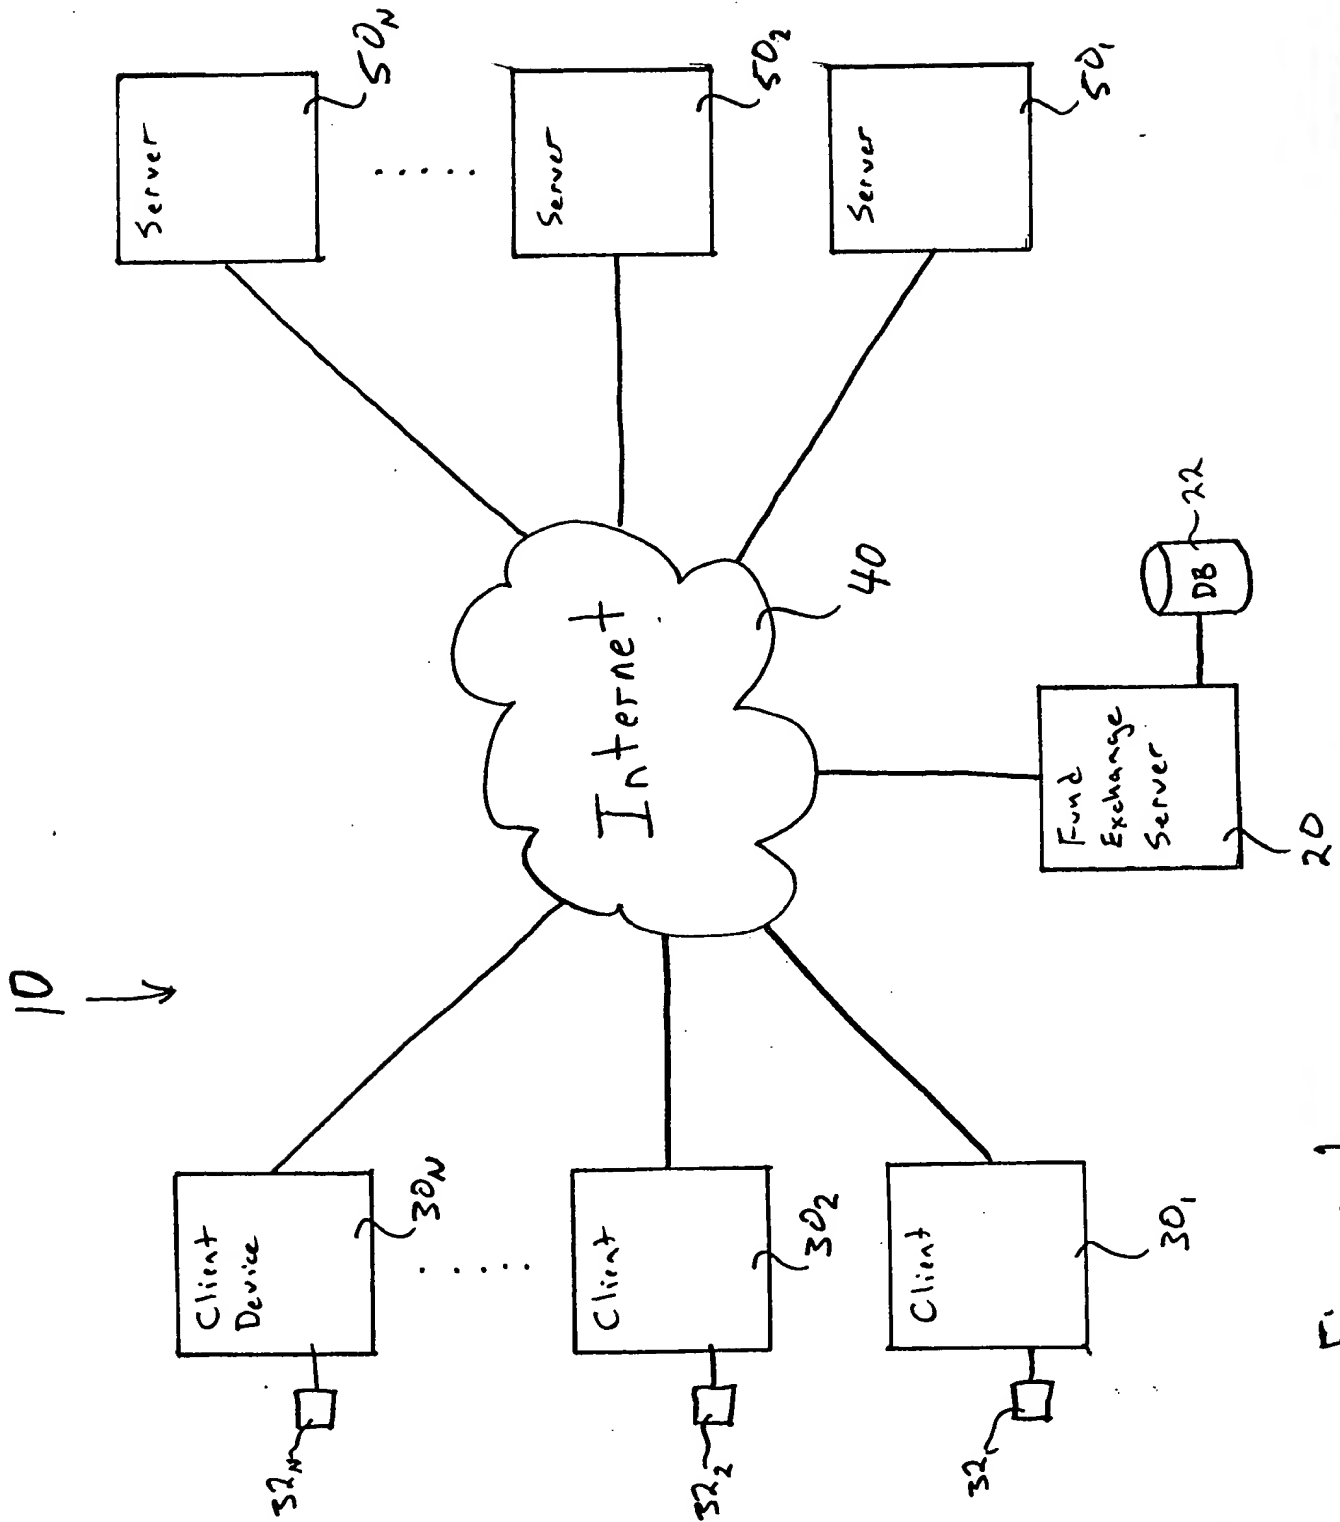 10
Client
Device
30N
32N
Client
30₂
32₂
Client
30₁
32₁
Internet
40
Fund
Exchange
Server
20
DB
22
Server
50N
Server
50₂
Server
50₁